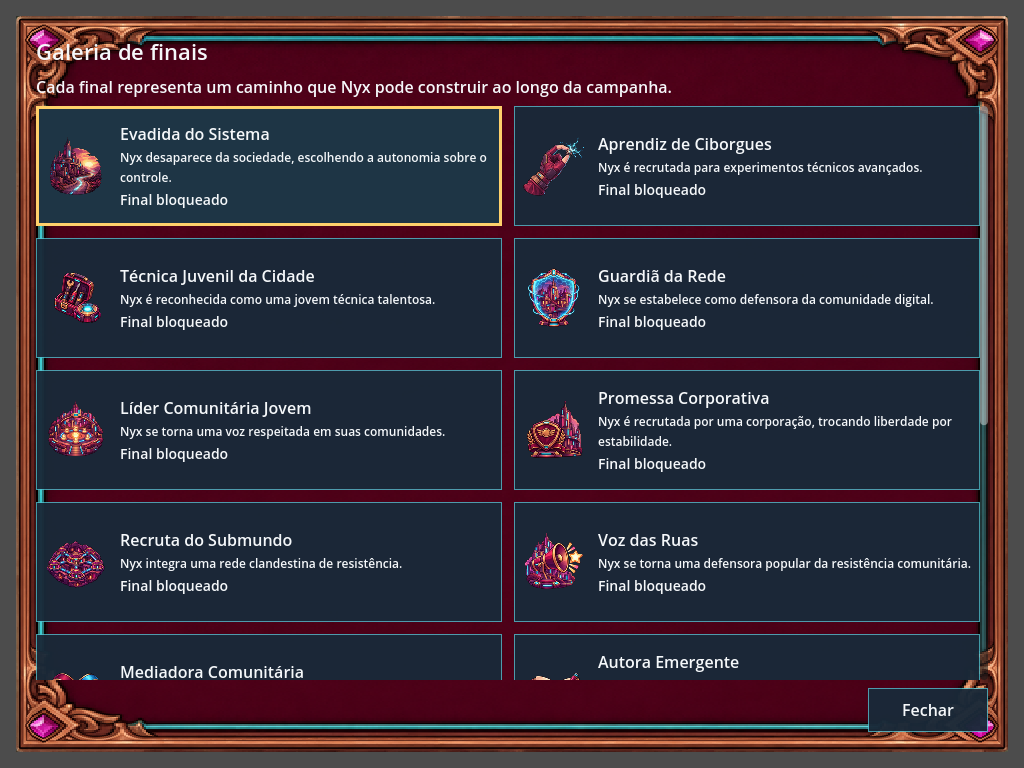 Galeria de finais
Cada final representa um caminho que Nyx pode construir ao longo da campanha.
Evadida do Sistema
Nyx desaparece da sociedade, escolhendo a autonomia sobre o
controle.
Final bloqueado
Aprendiz de Ciborgues
Nyx é recrutada para experimentos técnicos avançados.
Final bloqueado
Técnica Juvenil da Cidade
Nyx é reconhecida como uma jovem técnica talentosa.
Final bloqueado
Guardiã da Rede
Nyx se estabelece como defensora da comunidade digital.
Final bloqueado
Líder Comunitária Jovem
Nyx se torna uma voz respeitada em suas comunidades.
Final bloqueado
Promessa Corporativa
Nyx é recrutada por uma corporação, trocando liberdade por
estabilidade.
Final bloqueado
Recruta do Submundo
Nyx integra uma rede clandestina de resistência.
Final bloqueado
Voz das Ruas
Nyx se torna uma defensora popular da resistência comunitária.
Final bloqueado
Mediadora Comunitária
Autora Emergente
Fechar